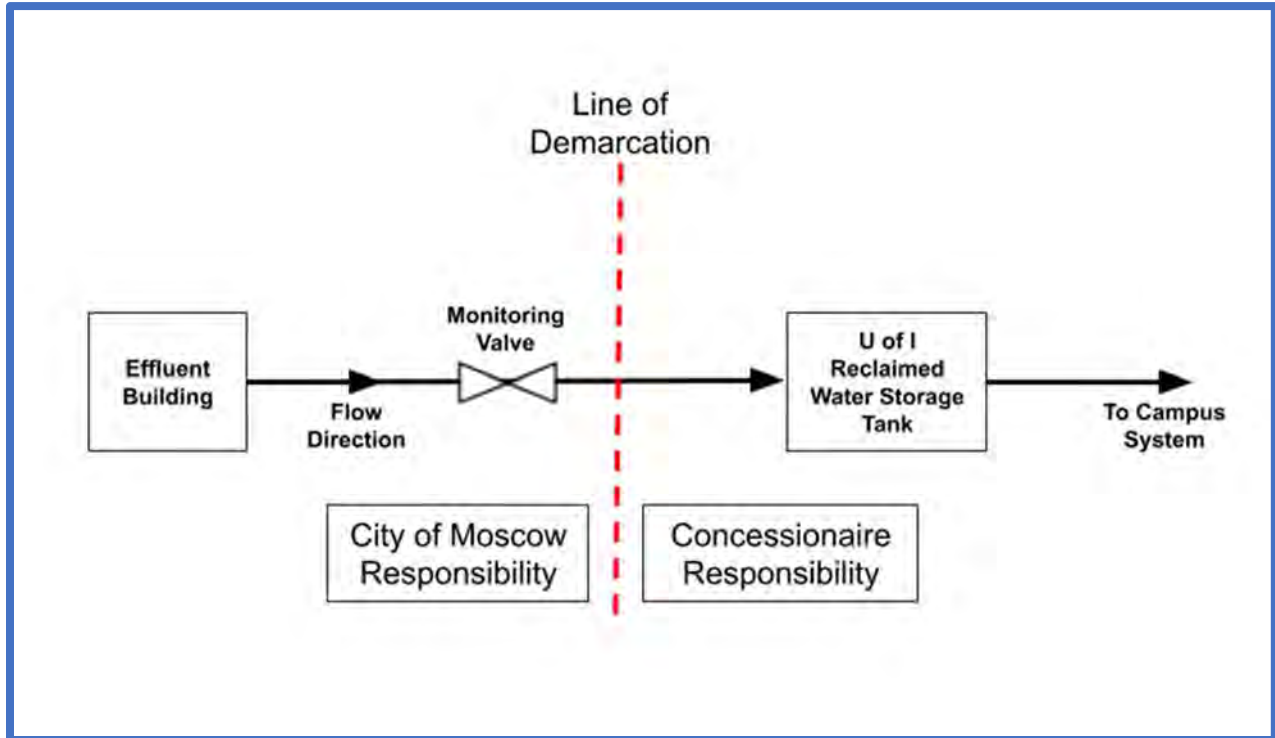 Line of
Demarcation
Effluent
Building
Flow
Direction
Monitoring
Valve
U of I
Reclaimed
Water Storage
Tank
To Campus
System
City of Moscow
Responsibility
Concessionaire
Responsibility